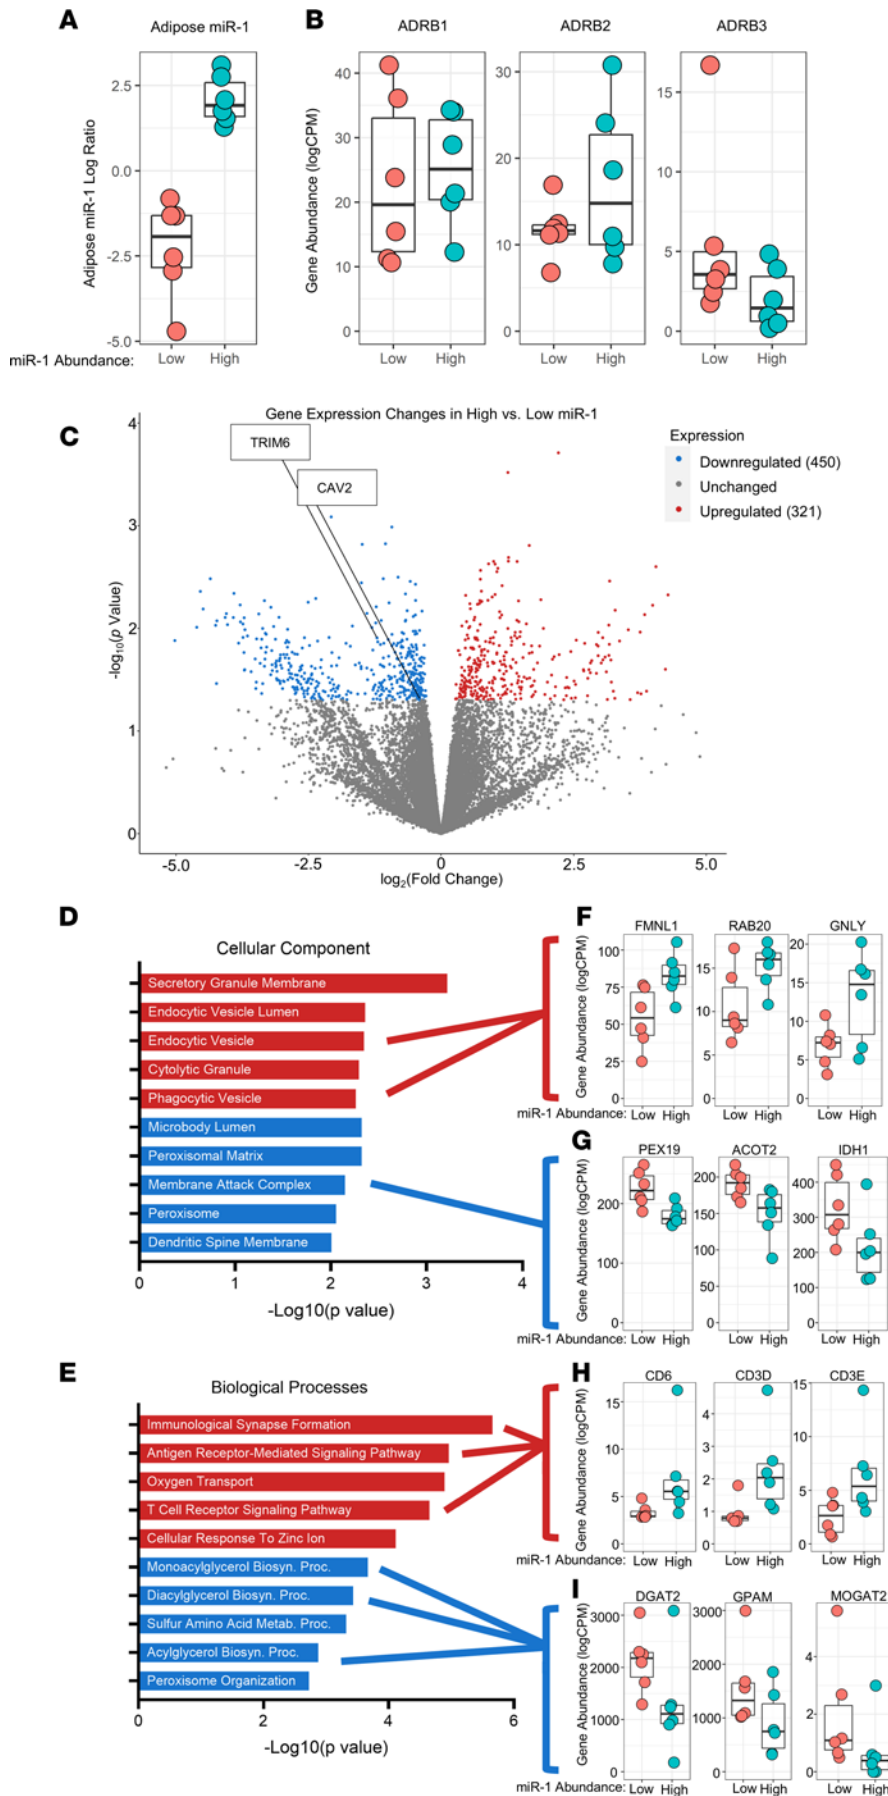 A
Adipose miR-1
Adipose miR-1 Log Ratio
2.5
0.0
-2.5
-5.0
miR-1 Abundance:
Low
High
B
ADRB1
ADRB2
ADRB3
Gene Abundance (logCPM)
40
30
20
10
0
30
20
10
0
15
10
5
0
Low
High
Low
High
Low
High
C
Gene Expression Changes in High vs. Low miR-1
TRIM6
CAV2
Expression
Downregulated (450)
Unchanged
Upregulated (321)
-log10(p Value)
4
3
2
1
0
-5.0
-2.5
0
2.5
5.0
log2(Fold Change)
D
Cellular Component
Secretory Granule Membrane
Endocytic Vesicle Lumen
Endocytic Vesicle
Cytolytic Granule
Phagocytic Vesicle
Microbody Lumen
Peroxisomal Matrix
Membrane Attack Complex
Peroxisome
Dendritic Spine Membrane
0
1
2
3
4
-Log10(p value)
F
FMNL1
RAB20
GNLY
Gene Abundance (logCPM)
100
75
50
25
0
15
10
5
0
20
15
10
5
0
miR-1 Abundance:
Low
High
Low
High
Low
High
G
PEX19
ACOT2
IDH1
Gene Abundance (logCPM)
200
100
0
200
150
100
50
0
400
300
200
100
0
miR-1 Abundance:
Low
High
Low
High
Low
High
E
Biological Processes
Immunological Synapse Formation
Antigen Receptor-Mediated Signaling Pathway
Oxygen Transport
T Cell Receptor Signaling Pathway
Cellular Response To Zinc Ion
Monoacylglycerol Biosyn. Proc.
Diacylglycerol Biosyn. Proc.
Sulfur Amino Acid Metab. Proc.
Acylglycerol Biosyn. Proc.
Peroxisome Organization
0
2
4
6
-Log10(p value)
H
CD6
CD3D
CD3E
Gene Abundance (logCPM)
15
10
5
0
4
3
2
1
0
15
10
5
0
miR-1 Abundance:
Low
High
Low
High
Low
High
I
DGAT2
GPAM
MOGAT2
Gene Abundance (logCPM)
3000
2000
1000
0
3000
2000
1000
0
4
2
0
miR-1 Abundance:
Low
High
Low
High
Low
High